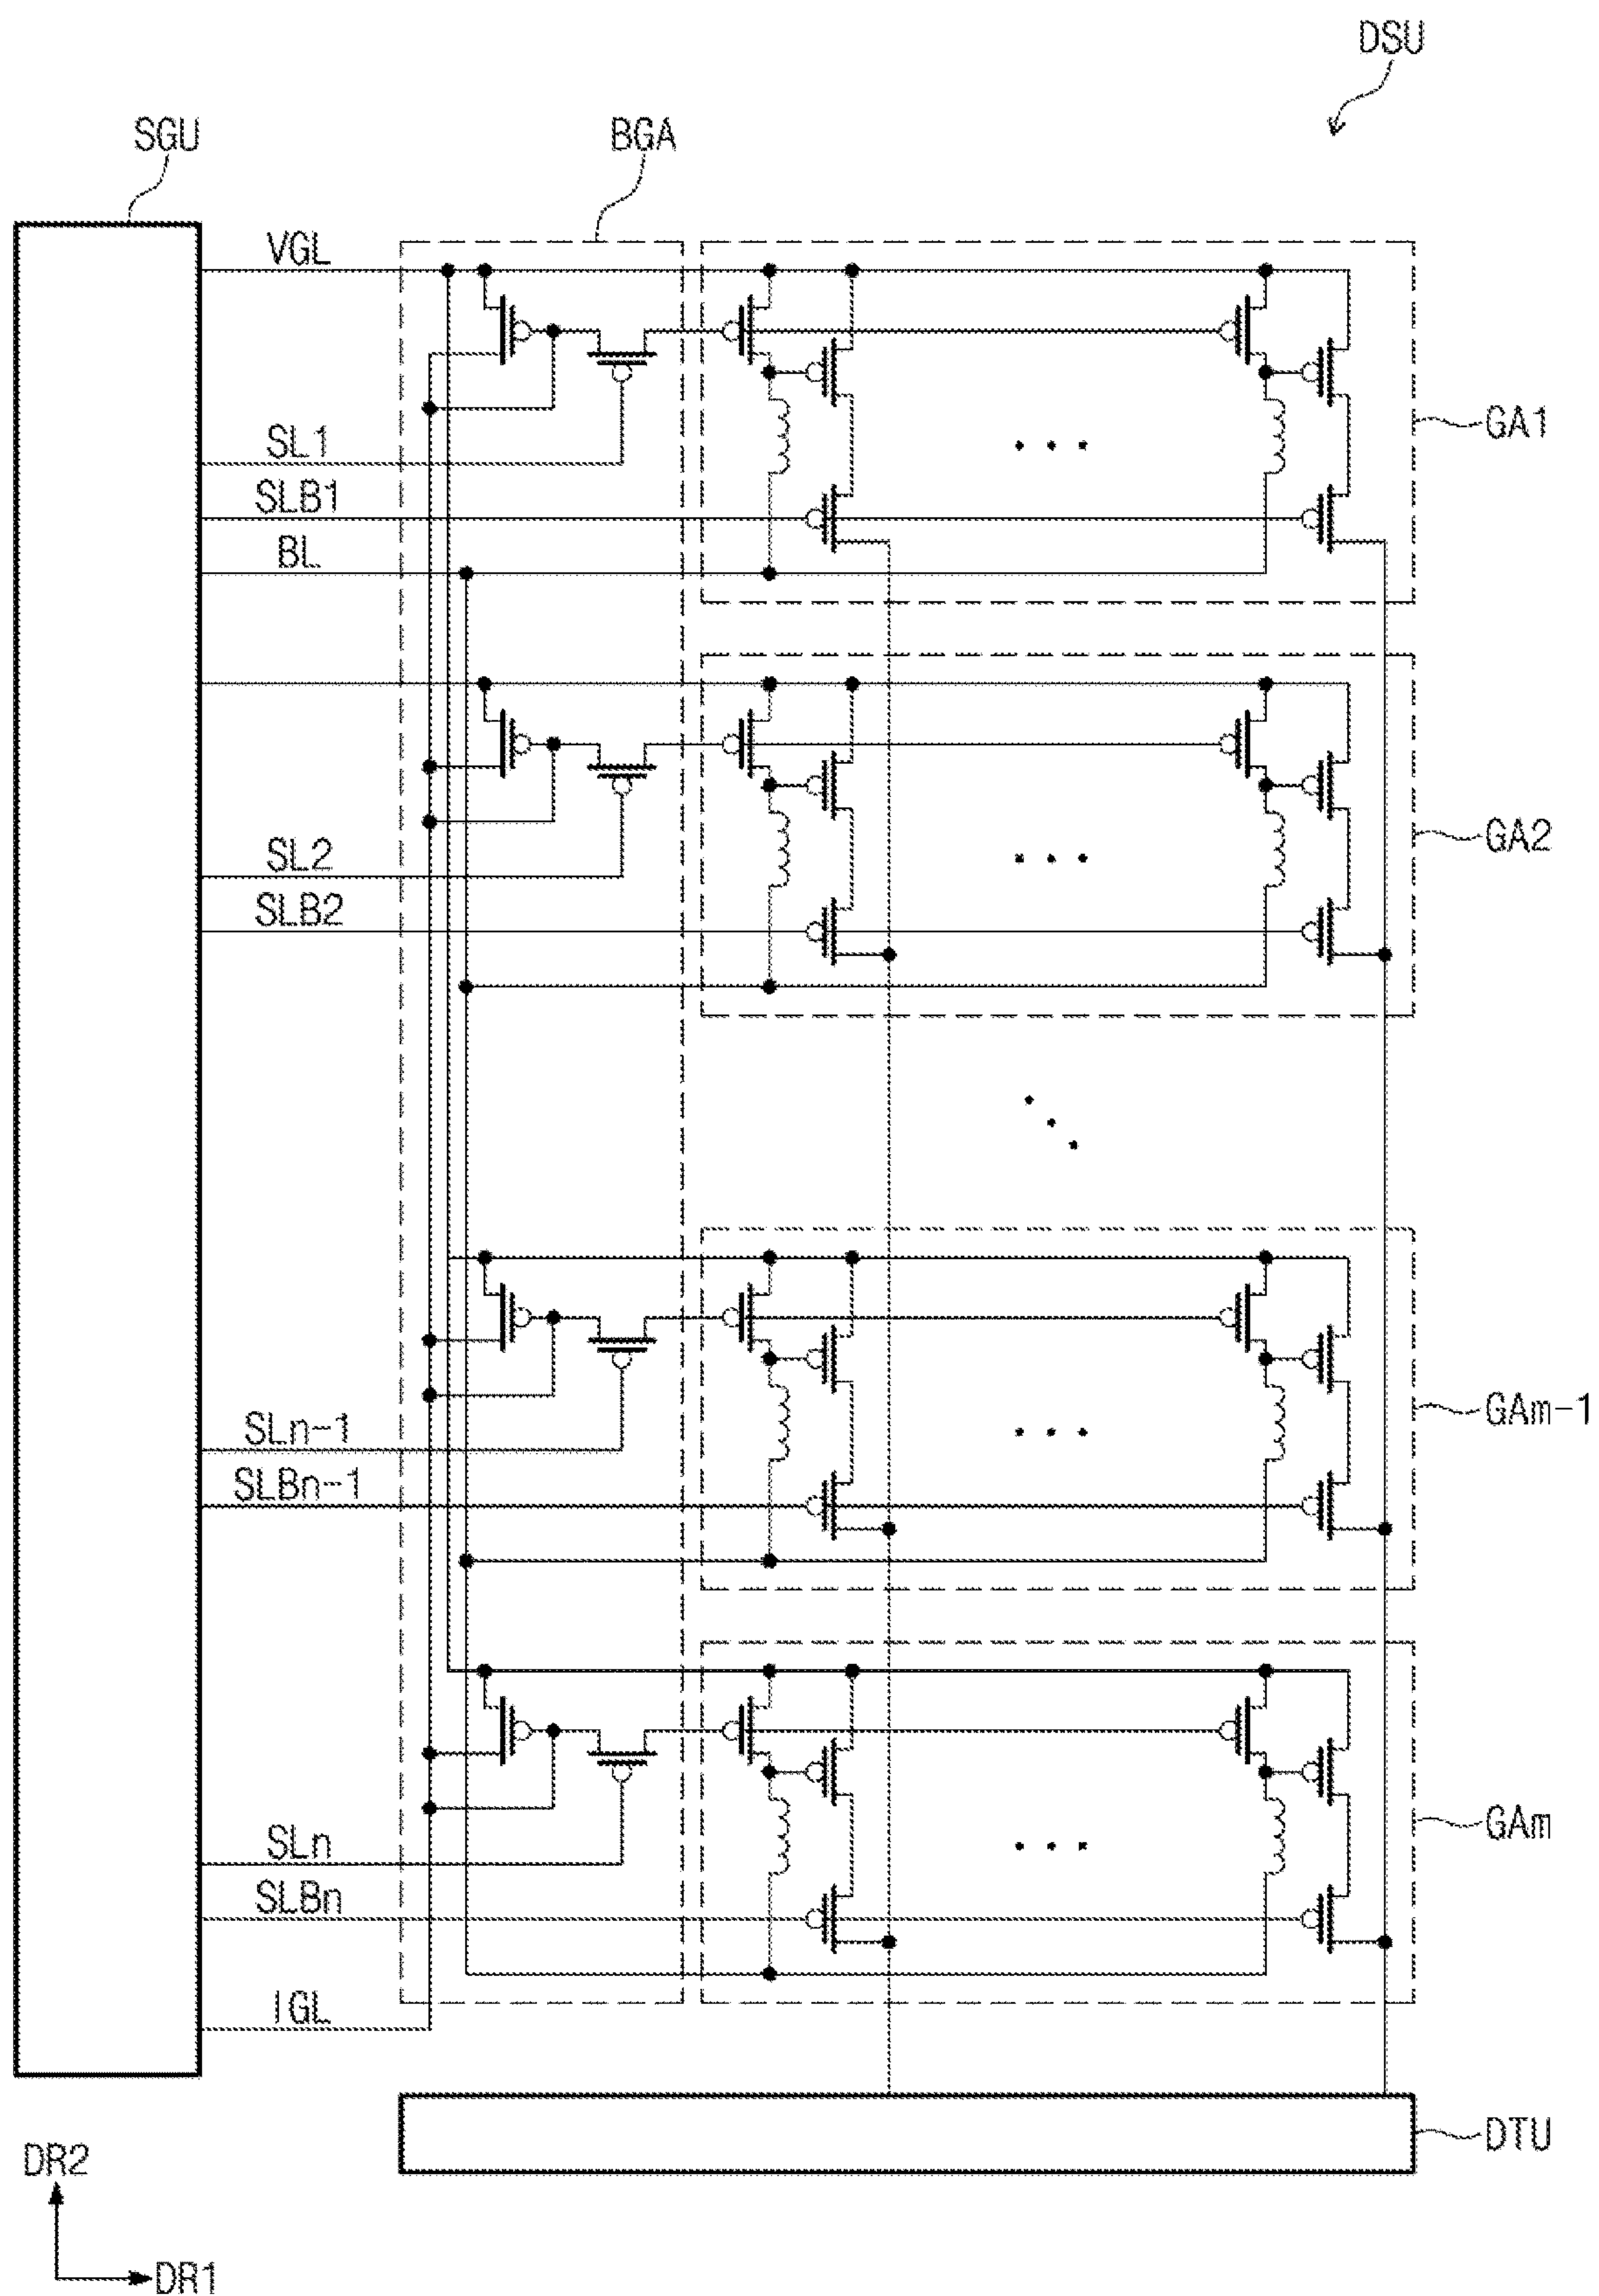 DSU
SGU
BGA
VGL
SL1
GA1
SLB1
BL
GA2
SL2
SLB2
GAm-1
SLn-1
SLBn-1
GAm
SLn
SLBn
IGL
DTU
DR2
DR1